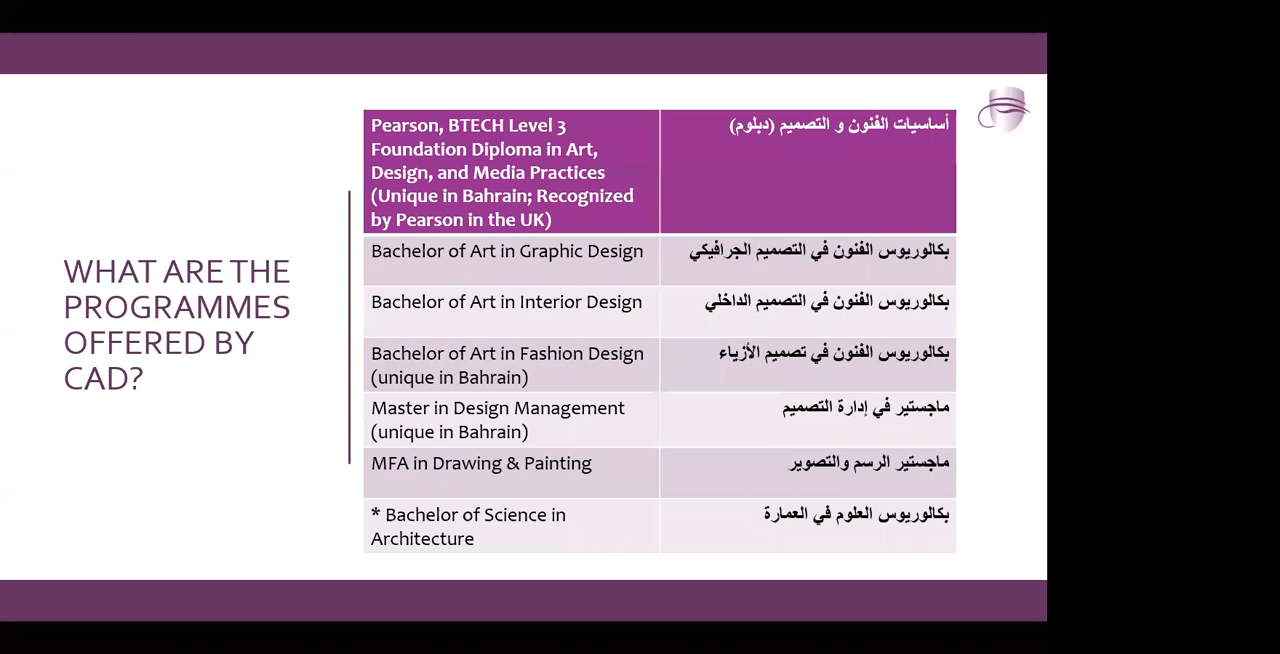 WHAT ARE THE
PROGRAMMES
OFFERED BY
CAD?
Pearson, BTECH Level 3
Foundation Diploma in Art,
Design, and Media Practices
(Unique in Bahrain; Recognized
by Pearson in the UK)
أساسيات الفنون و التصميم (دبلوم)
Bachelor of Art in Graphic Design
بكالوريوس الفنون في التصميم الجرافيكي
Bachelor of Art in Interior Design
بكالوريوس الفنون في التصميم الداخلي
Bachelor of Art in Fashion Design
(unique in Bahrain)
بكالوريوس الفنون في تصميم الأزياء
Master in Design Management
(unique in Bahrain)
ماجستير في إدارة التصميم
MFA in Drawing & Painting
ماجستير الرسم والتصوير
* Bachelor of Science in
Architecture
بكالوريوس العلوم في العمارة